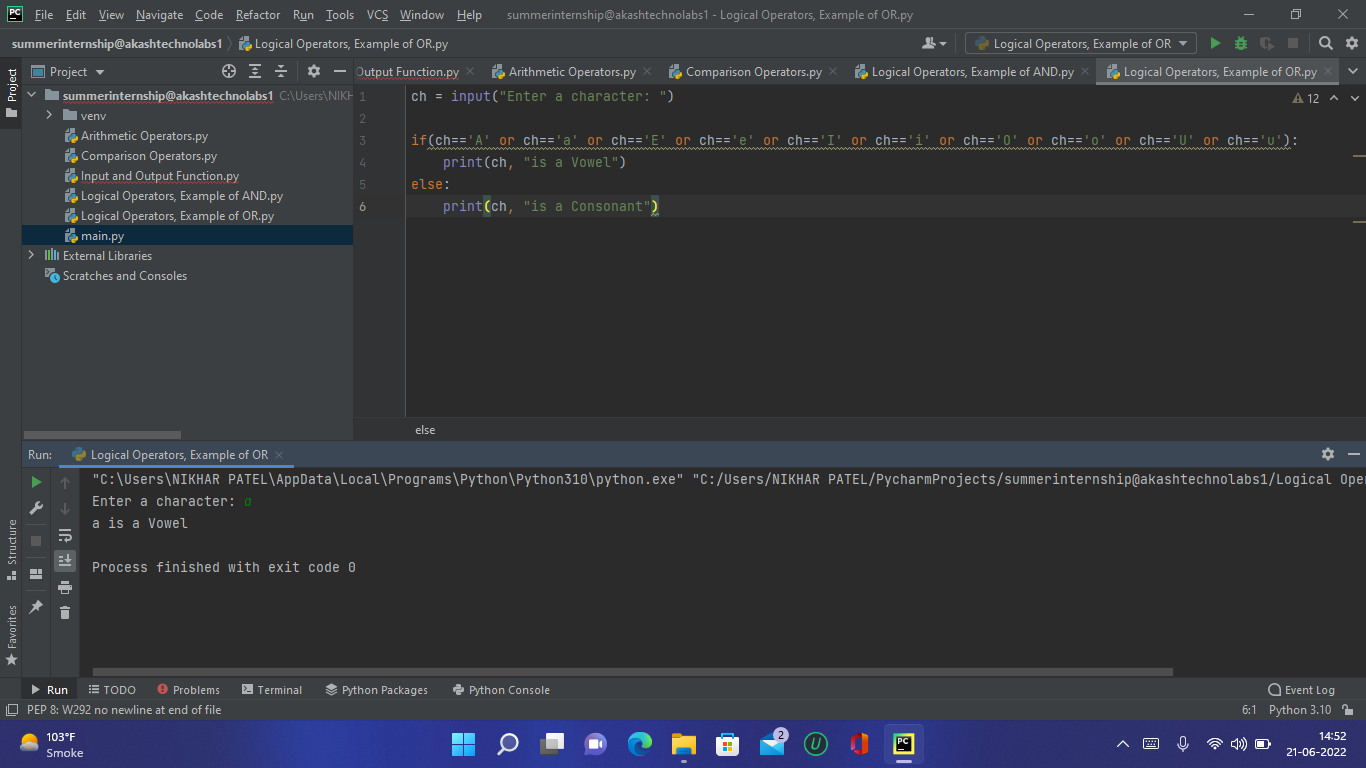 PC File Edit View Navigate Code Refactor Run Tools VCS Window Help summerinternship@akashtechnolabs1 - Logical Operators, Example of OR.py
summerinternship@akashtechnolabs1 Logical Operators, Example of OR.py Logical Operators, Example of OR
Project Project Output Function.py Arithmetic Operators.py Comparison Operators.py Logical Operators, Example of AND.py Logical Operators, Example of OR.py
summerinternship@akashtechnolabs1 C:\Users\NIKH
venv
Arithmetic Operators.py
Comparison Operators.py
Input and Output Function.py
Logical Operators, Example of AND.py
Logical Operators, Example of OR.py
main.py
External Libraries
Scratches and Consoles
12
1 ch = input("Enter a character: ")
2
3 if(ch=='A' or ch=='a' or ch=='E' or ch=='e' or ch=='I' or ch=='i' or ch=='O' or ch=='o' or ch=='U' or ch=='u'):
4 print(ch, "is a Vowel")
5 else:
6 print(ch, "is a Consonant")
else
Run: Logical Operators, Example of OR
"C:\Users\NIKHAR PATEL\AppData\Local\Programs\Python\Python310\python.exe" "C:/Users/NIKHAR PATEL/PycharmProjects/summerinternship@akashtechnolabs1/Logical Ope
Enter a character: a
a is a Vowel
Process finished with exit code 0
Structure
Favorites
Run TODO Problems Terminal Python Packages Python Console Event Log
PEP 8: W292 no newline at end of file 6:1 Python 3.10
103°F
Smoke
2
PC
14:52
21-06-2022